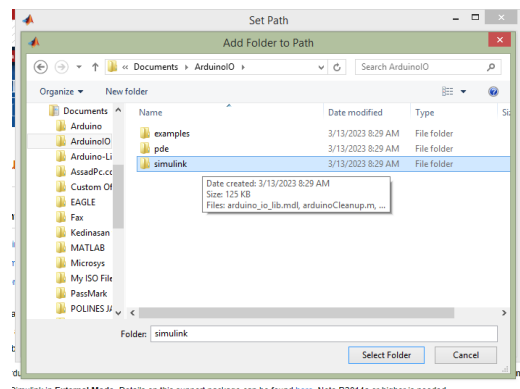 Set Path
Add Folder to Path
« Documents ▸ ArduinoIO ▸
Search ArduinoIO
Organize
New folder
Documents
Arduino
ArduinoIO
Arduino-Li
AssadPc.cc
Custom Of
EAGLE
Fax
Kedinasan
MATLAB
Microsys
My ISO File
PassMark
POLINES JA
Name
Date modified
Type
Si
examples
3/13/2023 8:29 AM
File folder
pde
3/13/2023 8:29 AM
File folder
simulink
3/13/2023 8:29 AM
File folder
Date created: 3/13/2023 8:29 AM
Size: 125 KB
Files: arduino_io_lib.mdl, arduinoCleanup.m, ...
Folder: simulink
Select Folder
Cancel